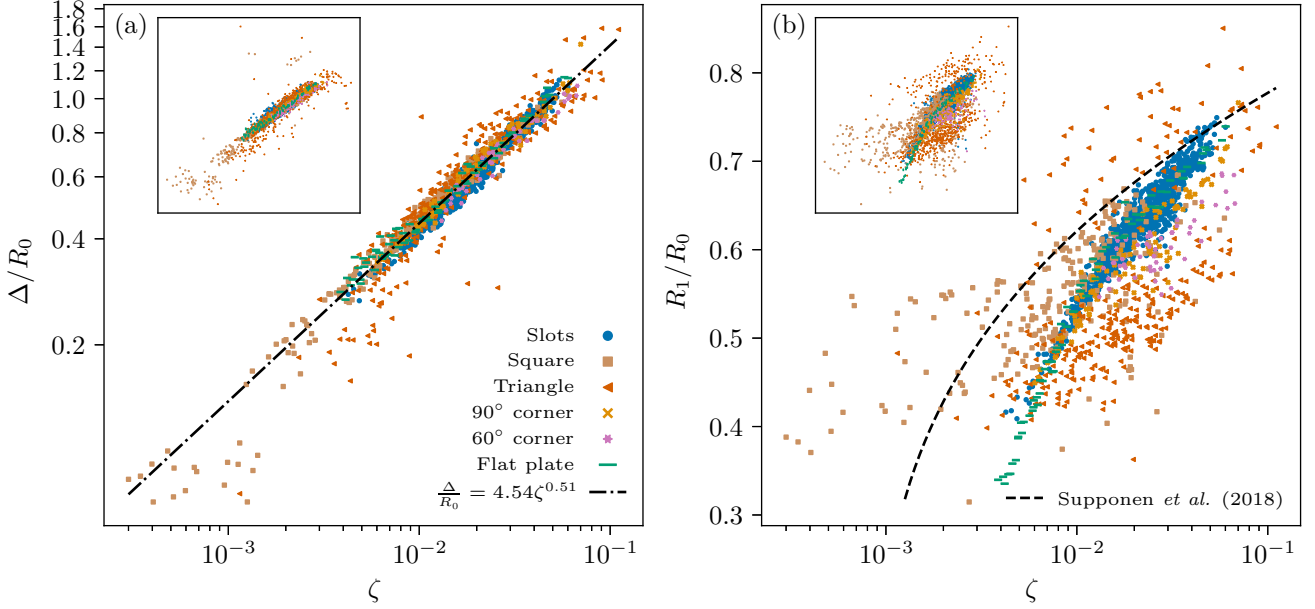 (a)
1.8
1.6
1.4
1.2
1.0
0.8
0.6
0.4
0.2
Δ/R₀
Slots
Square
Triangle
90° corner
60° corner
Flat plate
Δ/R₀ = 4.54ζ^0.51
10⁻³ 10⁻² 10⁻¹
ζ
(b)
0.8
0.7
0.6
0.5
0.4
0.3
R₁/R₀
Supponen et al. (2018)
10⁻³ 10⁻² 10⁻¹
ζ